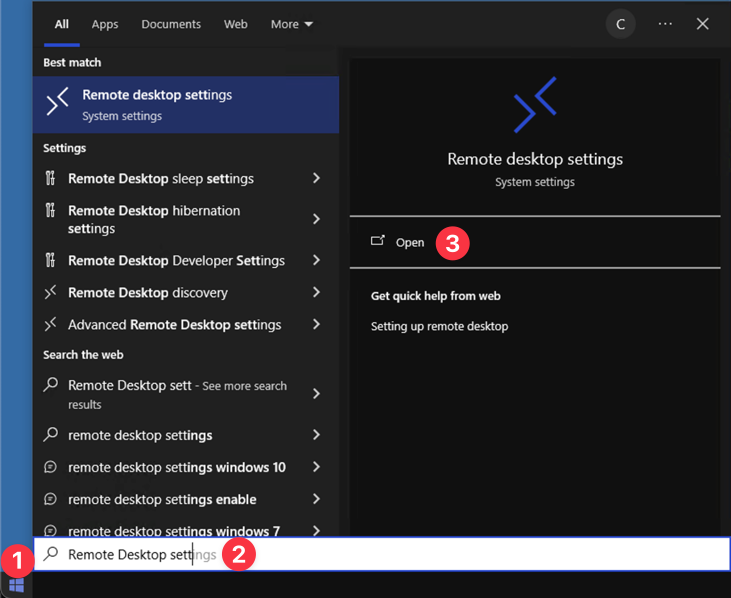 All Apps Documents Web More C ...
Best match
Remote desktop settings
System settings
Settings
Remote Desktop sleep settings
Remote Desktop hibernation
settings
Remote Desktop Developer Settings
Remote Desktop discovery
Advanced Remote Desktop settings
Search the web
Remote Desktop sett - See more search
results
remote desktop settings
remote desktop settings windows 10
remote desktop settings enable
remote desktop settings windows 7
Remote desktop settings
System settings
Open 3
Get quick help from web
Setting up remote desktop
1 Remote Desktop settings 2